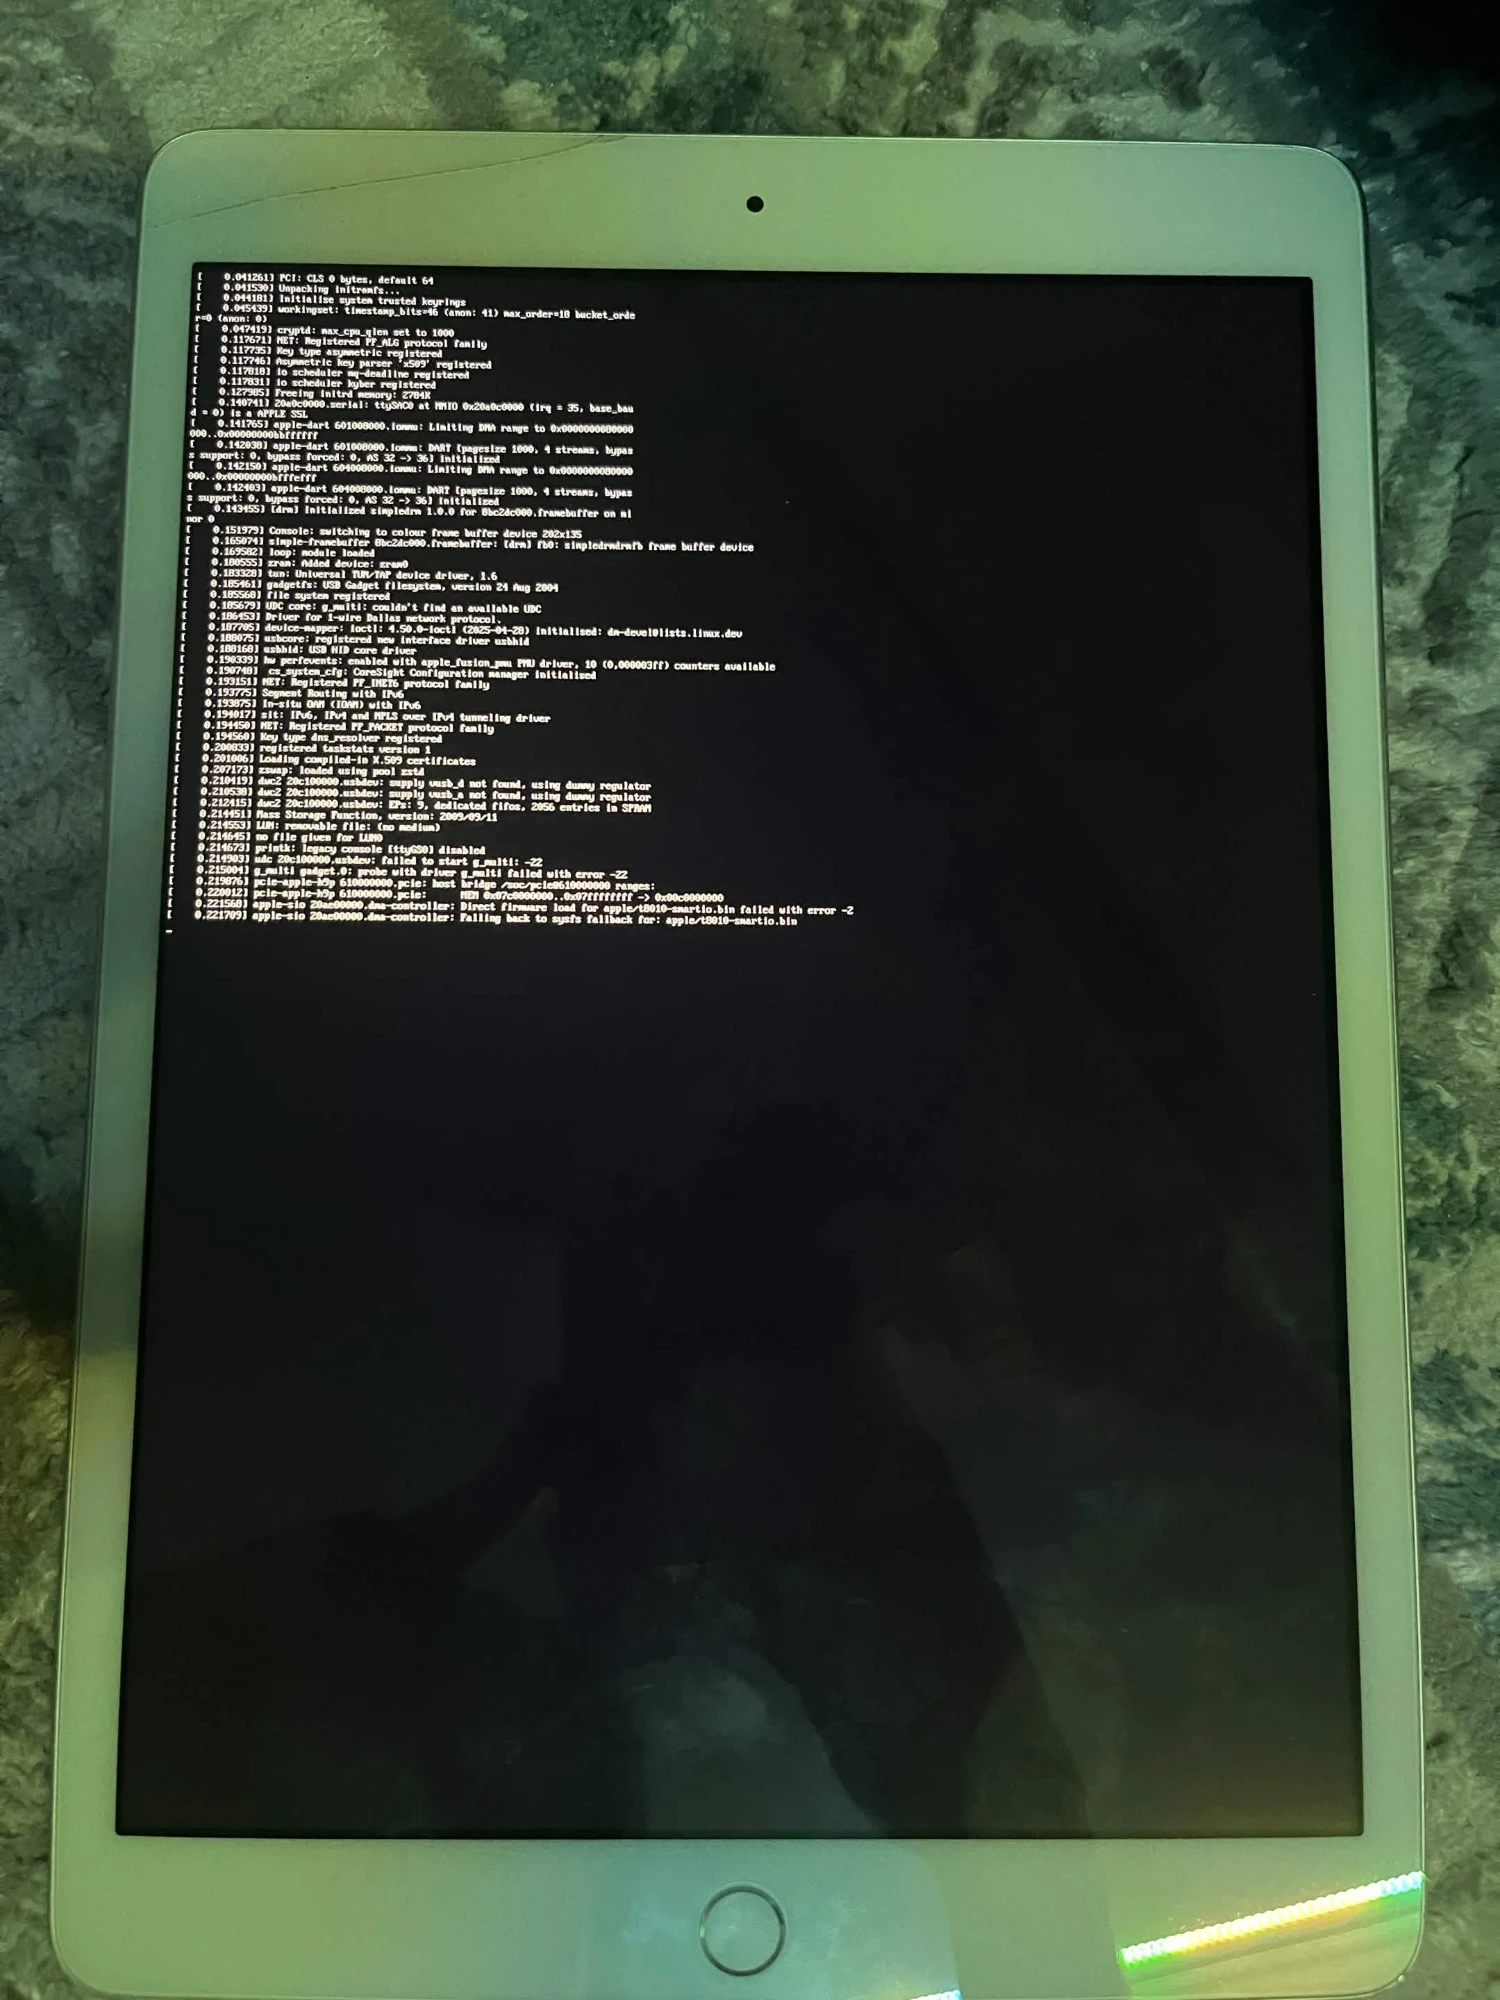 [    0.041261] PCI: CLS 0 bytes, default 64
[    0.041530] Unpacking initramfs...
[    0.044181] Initialise system trusted keyrings
[    0.045439] workingset: timestamp_bits=46 (anon: 41) max_order=18 bucket_orde
r=0 (anon: 0)
[    0.047419] cryptd: max_cpu_qlen set to 1000
[    0.117671] NET: Registered PF_ALG protocol family
[    0.117735] Key type asymmetric registered
[    0.117746] Asymmetric key parser 'x509' registered
[    0.117818] io scheduler mq-deadline registered
[    0.117831] io scheduler kyber registered
[    0.127985] Freeing initrd memory: 2784K
[    0.140741] 20a0c0000.serial: ttySAC0 at MMIO 0x20a0c0000 (irq = 35, base_bau
d = 0) is a APPLE S5L
[    0.141765] apple-dart 601008000.iommu: Limiting DMA range to 0x0000000080000
000..0x00000000bbffffff
[    0.142038] apple-dart 601008000.iommu: DART [pagesize 1000, 4 streams, bypas
s support: 0, bypass forced: 0, AS 32 -> 36] initialized
[    0.142150] apple-dart 604008000.iommu: Limiting DMA range to 0x0000000080000
000..0x00000000bfffefff
[    0.142403] apple-dart 604008000.iommu: DART [pagesize 1000, 4 streams, bypas
s support: 0, bypass forced: 0, AS 32 -> 36] initialized
[    0.143455] [drm] Initialized simpledrm 1.0.0 for 8bc2dc000.framebuffer on mi
nor 0
[    0.151979] Console: switching to colour frame buffer device 202x135
[    0.165074] simple-framebuffer 8bc2dc000.framebuffer: [drm] fb0: simpledrmdrmfb frame buffer device
[    0.169582] loop: module loaded
[    0.180555] zram: Added device: zram0
[    0.183328] tun: Universal TUN/TAP device driver, 1.6
[    0.185461] gadgetfs: USB Gadget filesystem, version 24 Aug 2004
[    0.185568] file system registered
[    0.185679] UDC core: g_multi: couldn't find an available UDC
[    0.186453] Driver for 1-wire Dallas network protocol.
[    0.187705] device-mapper: ioctl: 4.50.0-ioctl (2025-04-28) initialised: dm-devel@lists.linux.dev
[    0.188075] usbcore: registered new interface driver usbhid
[    0.188168] usbhid: USB HID core driver
[    0.190339] hw perfevents: enabled with apple_fusion_pmu PMU driver, 10 (0,000003ff) counters available
[    0.190748]  cs_system_cfg: CoreSight Configuration manager initialised
[    0.193151] NET: Registered PF_INET6 protocol family
[    0.193775] Segment Routing with IPv6
[    0.193875] In-situ OAM (IOAM) with IPv6
[    0.194017] sit: IPv6, IPv4 and MPLS over IPv4 tunneling driver
[    0.194450] NET: Registered PF_PACKET protocol family
[    0.194560] Key type dns_resolver registered
[    0.200833] registered taskstats version 1
[    0.201006] Loading compiled-in X.509 certificates
[    0.207173] zswap: loaded using pool zstd
[    0.210419] dwc2 20c100000.usbdev: supply vusb_d not found, using dummy regulator
[    0.210538] dwc2 20c100000.usbdev: supply vusb_a not found, using dummy regulator
[    0.212415] dwc2 20c100000.usbdev: EPs: 9, dedicated fifos, 2056 entries in SPRAM
[    0.214451] Mass Storage Function, version: 2009/09/11
[    0.214553] LUN: removable file: (no medium)
[    0.214645] no file given for LUN0
[    0.214673] printk: legacy console [ttyGS0] disabled
[    0.214903] udc 20c100000.usbdev: failed to start g_multi: -22
[    0.215004] g_multi gadget.0: probe with driver g_multi failed with error -22
[    0.219876] pcie-apple-h9p 610000000.pcie: host bridge /soc/pcie@610000000 ranges:
[    0.220012] pcie-apple-h9p 610000000.pcie:      MEM 0x07c0000000..0x07ffffffff -> 0x00c0000000
[    0.221568] apple-sio 20ae00000.dma-controller: Direct firmware load for apple/t8010-smartio.bin failed with error -2
[    0.221709] apple-sio 20ae00000.dma-controller: Falling back to sysfs fallback for: apple/t8010-smartio.bin